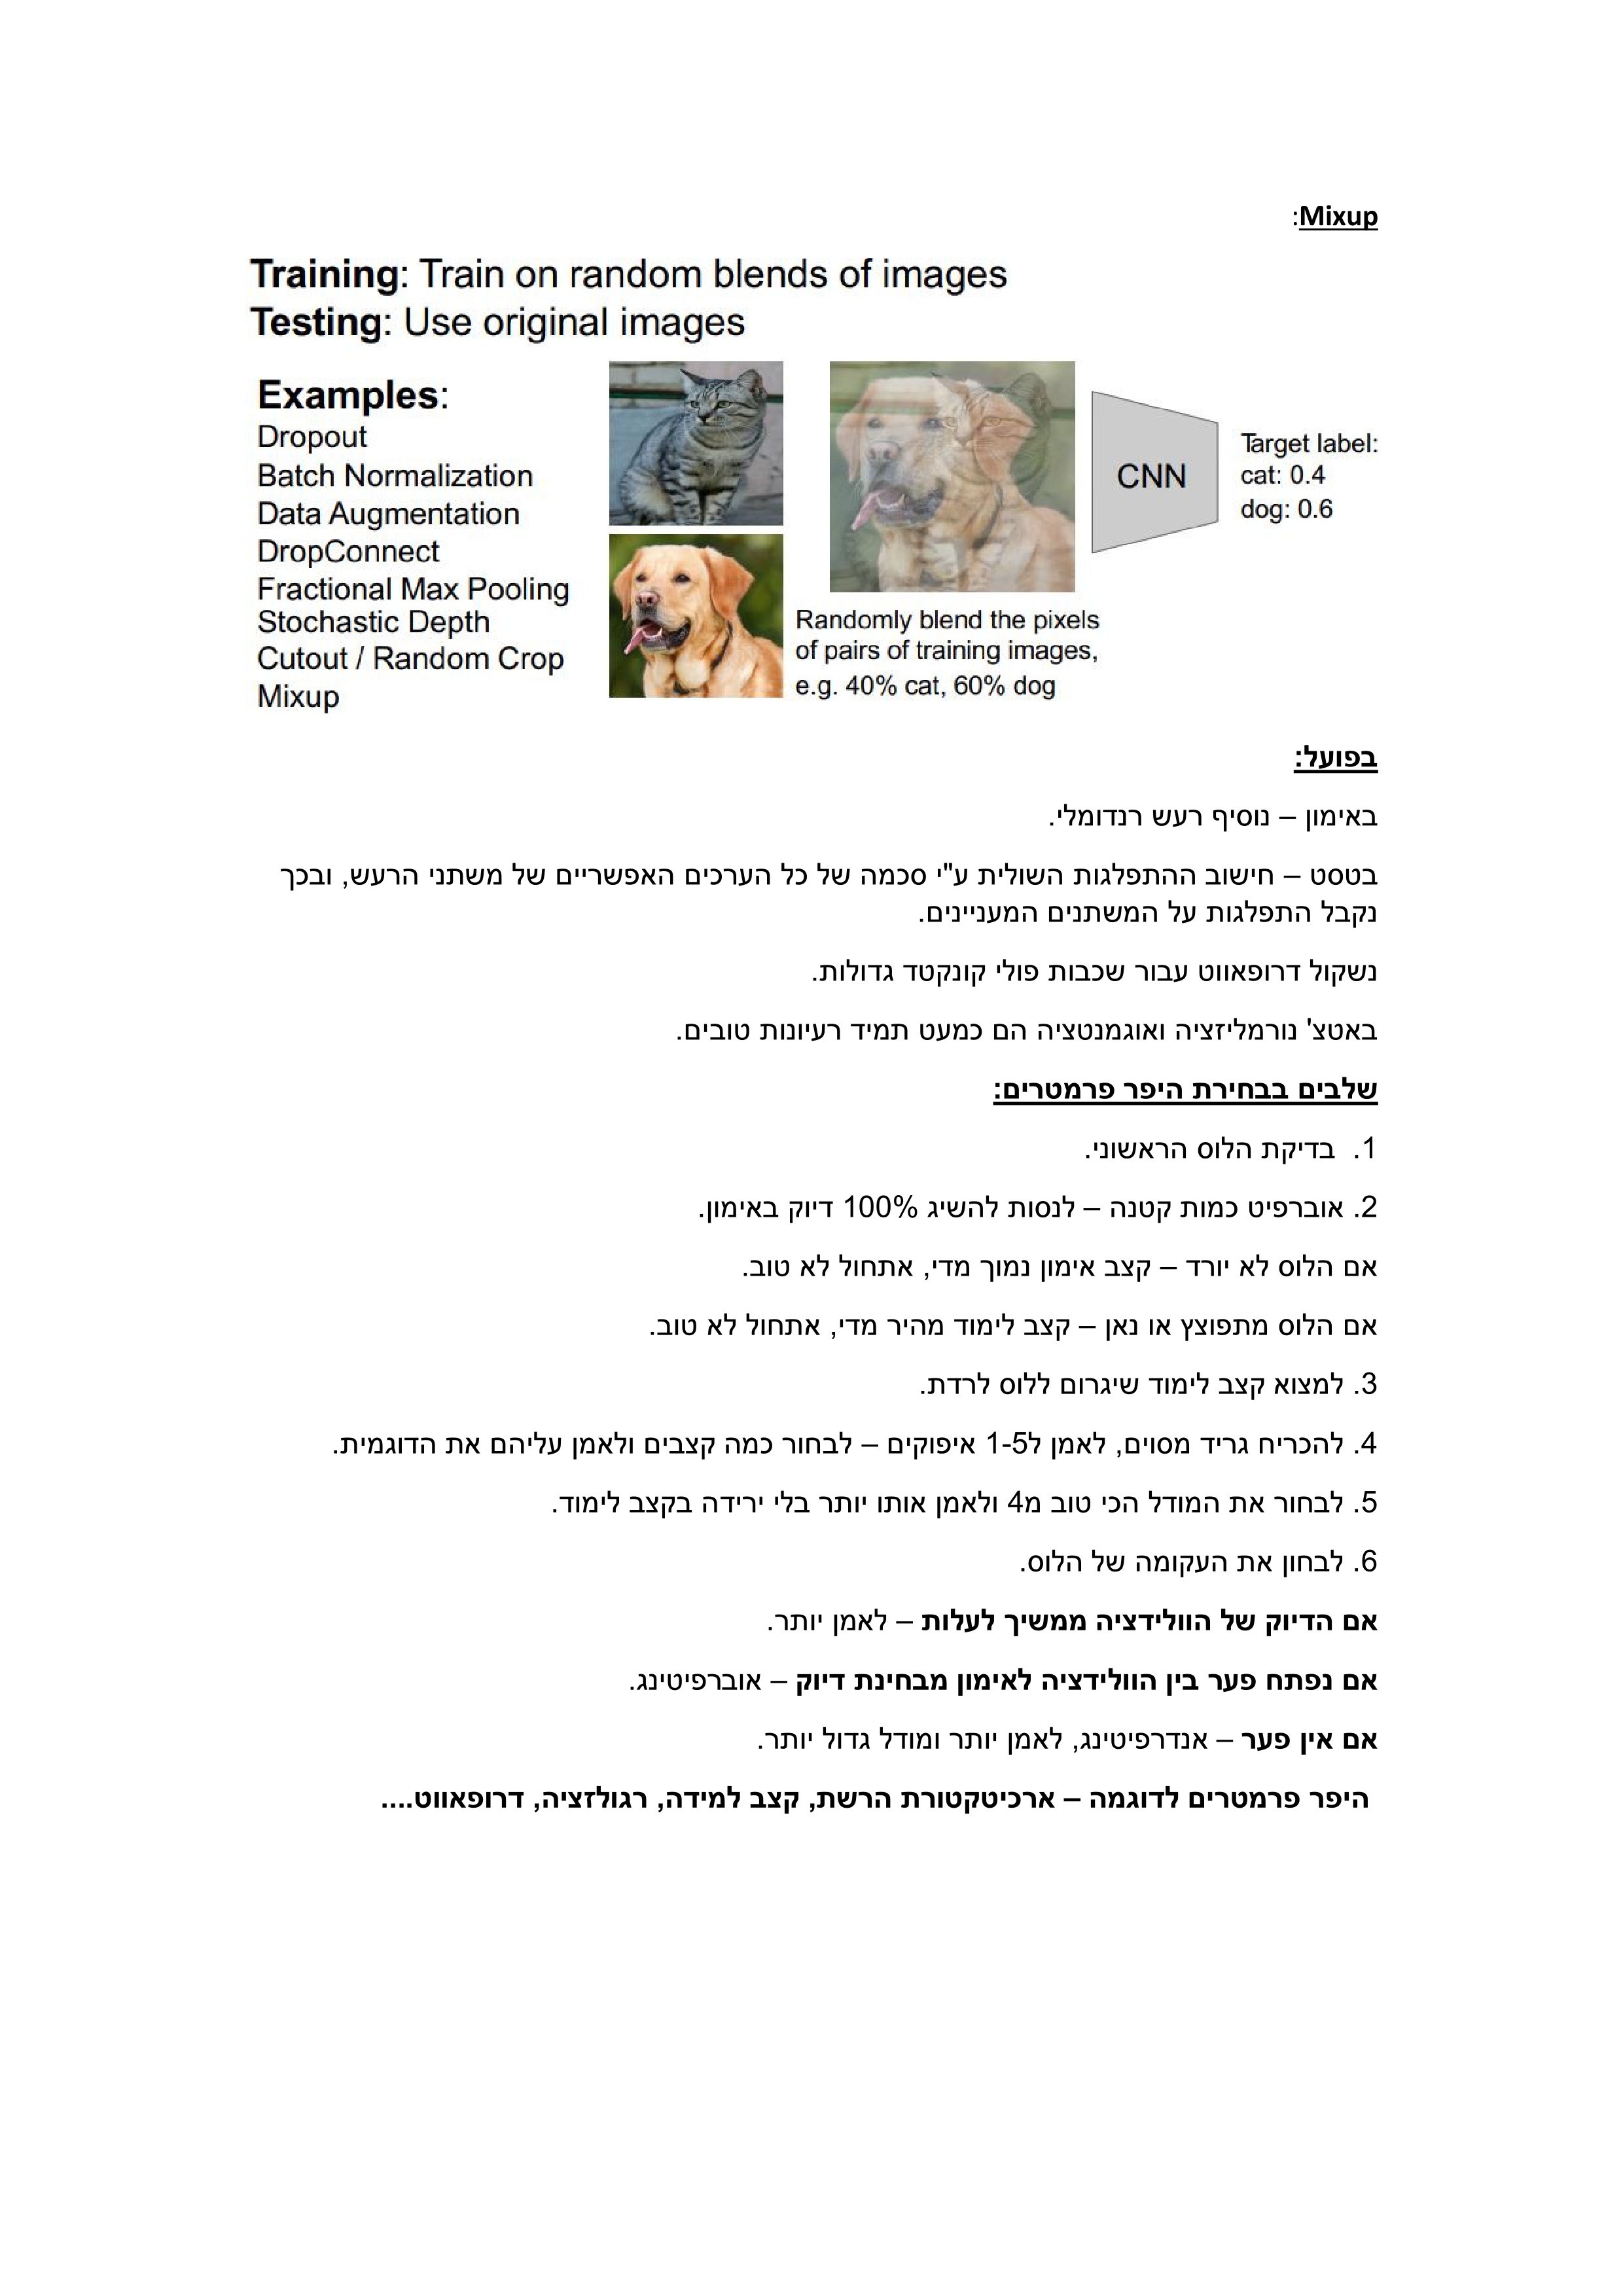 Mixup:
Training: Train on random blends of images
Testing: Use original images
Examples:
Dropout
Batch Normalization
Data Augmentation
DropConnect
Fractional Max Pooling
Stochastic Depth
Cutout / Random Crop
Mixup
Randomly blend the pixels
of pairs of training images,
e.g. 40% cat, 60% dog
CNN
Target label:
cat: 0.4
dog: 0.6
בפועל:
באימון – נוסיף רעש רנדומלי.
בטסט – חישוב ההתפלגות השולית ע"י סכמה של כל הערכים האפשריים של משתני הרעש, ובכך
נקבל התפלגות על המשתנים המעניינים.
נשקול דרופאווט עבור שכבות פולי קונקטד גדולות.
באטצ' נורמליזציה ואוגמנטציה הם כמעט תמיד רעיונות טובים.
שלבים בבחירת היפר פרמטרים:
1. בדיקת הלוס הראשוני.
2. אוברפיט כמות קטנה – לנסות להשיג 100% דיוק באימון.
אם הלוס לא יורד – קצב אימון נמוך מדי, אתחול לא טוב.
אם הלוס מתפוצץ או נאן – קצב לימוד מהיר מדי, אתחול לא טוב.
3. למצוא קצב לימוד שיגרום ללוס לרדת.
4. להכריח גריד מסוים, לאמן ל1-5 איפוקים – לבחור כמה קצבים ולאמן עליהם את הדוגמית.
5. לבחור את המודל הכי טוב מ4 ולאמן אותו יותר בלי ירידה בקצב לימוד.
6. לבחון את העקומה של הלוס.
אם הדיוק של הוולידציה ממשיך לעלות – לאמן יותר.
אם נפתח פער בין הוולידציה לאימון מבחינת דיוק – אוברפיטינג.
אם אין פער – אנדרפיטינג, לאמן יותר ומודל גדול יותר.
היפר פרמטרים לדוגמה – ארכיטקטורת הרשת, קצב למידה, רגולזציה, דרופאווט....